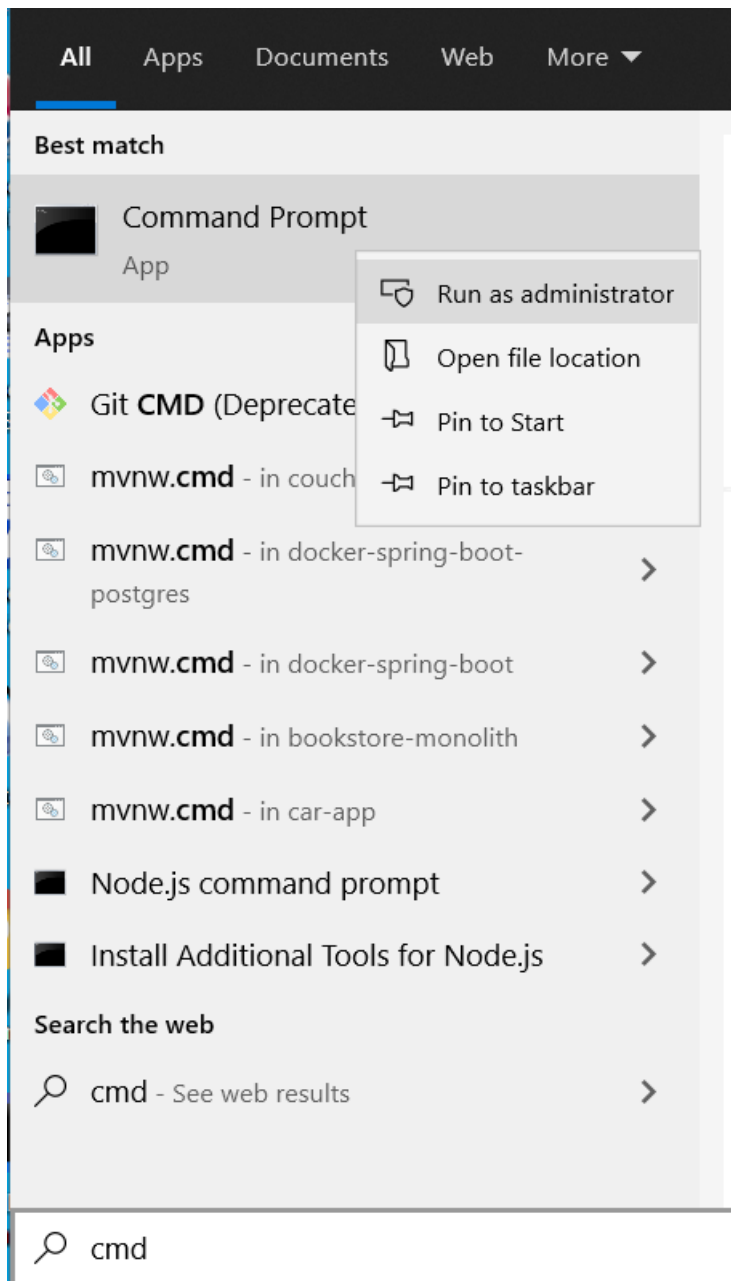 All Apps Documents Web More
Best match
Command Prompt
App
Run as administrator
Open file location
Pin to Start
Pin to taskbar
Apps
Git CMD (Deprecate
mvnw.cmd - in couch
mvnw.cmd - in docker-spring-boot-
postgres
mvnw.cmd - in docker-spring-boot
mvnw.cmd - in bookstore-monolith
mvnw.cmd - in car-app
Node.js command prompt
Install Additional Tools for Node.js
Search the web
cmd - See web results
cmd